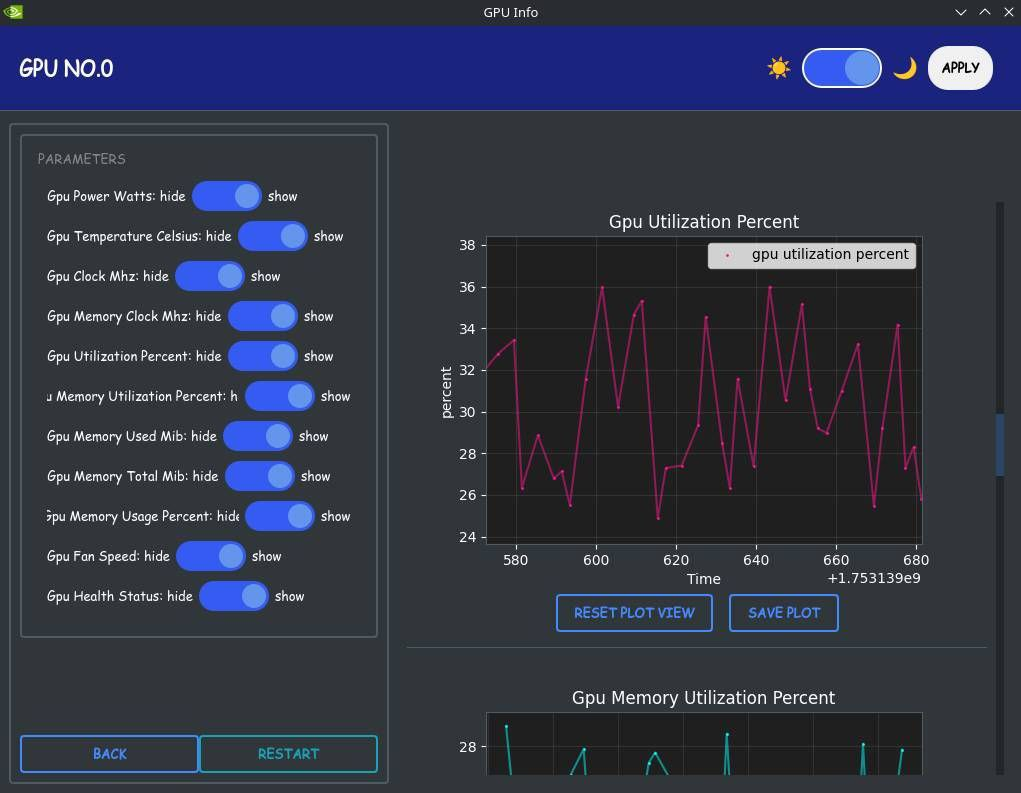 GPU Info
GPU NO.0
APPLY
PARAMETERS
Gpu Power Watts: hide show
Gpu Temperature Celsius: hide show
Gpu Clock Mhz: hide show
Gpu Memory Clock Mhz: hide show
Gpu Utilization Percent: hide show
u Memory Utilization Percent: h show
Gpu Memory Used Mib: hide show
Gpu Memory Total Mib: hide show
Gpu Memory Usage Percent: hide show
Gpu Fan Speed: hide show
Gpu Health Status: hide show
BACK
RESTART
Gpu Utilization Percent
gpu utilization percent
percent
38
36
34
32
30
28
26
24
580 600 620 640 660 680
Time
+1.753139e9
RESET PLOT VIEW
SAVE PLOT
Gpu Memory Utilization Percent
28